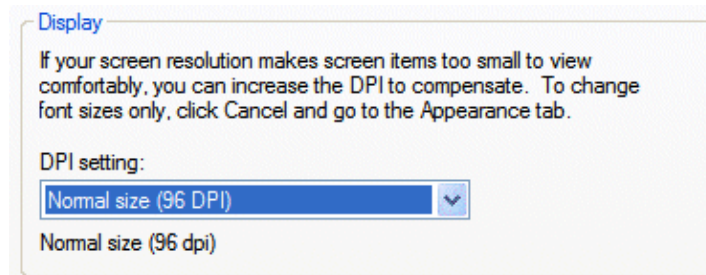 Display
If your screen resolution makes screen items too small to view
comfortably, you can increase the DPI to compensate.  To change
font sizes only, click Cancel and go to the Appearance tab.
DPI setting:
Normal size (96 DPI)
Normal size (96 dpi)